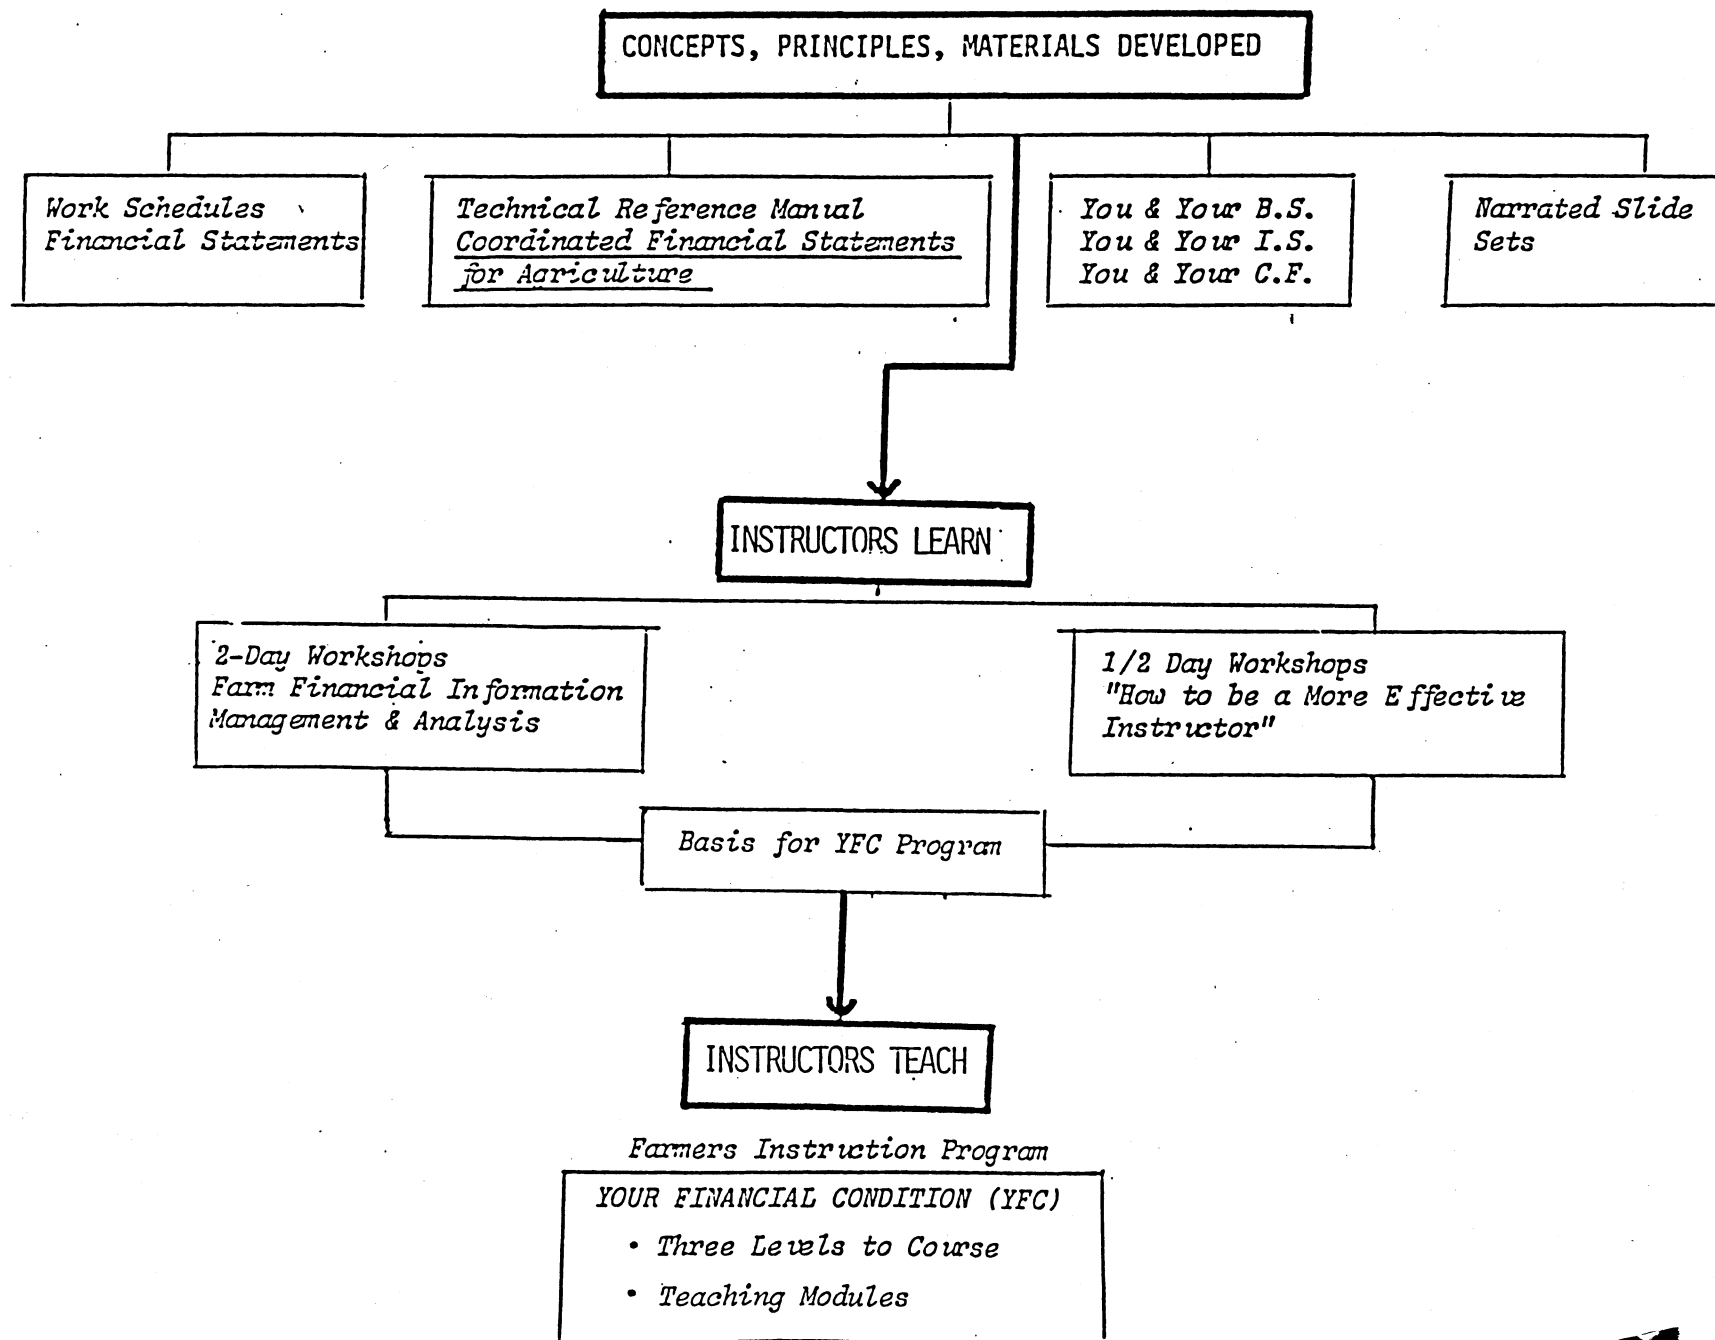 CONCEPTS, PRINCIPLES, MATERIALS DEVELOPED
Work Schedules
Financial Statements
Technical Reference Manual
Coordinated Financial Statements
for Agriculture
You & Your B.S.
You & Your I.S.
You & Your C.F.
Narrated Slide
Sets
INSTRUCTORS LEARN
2-Day Workshops
Farm Financial Information
Management & Analysis
1/2 Day Workshops
"How to be a More Effective
Instructor"
Basis for YFC Program
INSTRUCTORS TEACH
Farmers Instruction Program
YOUR FINANCIAL CONDITION (YFC)
• Three Levels to Course
• Teaching Modules